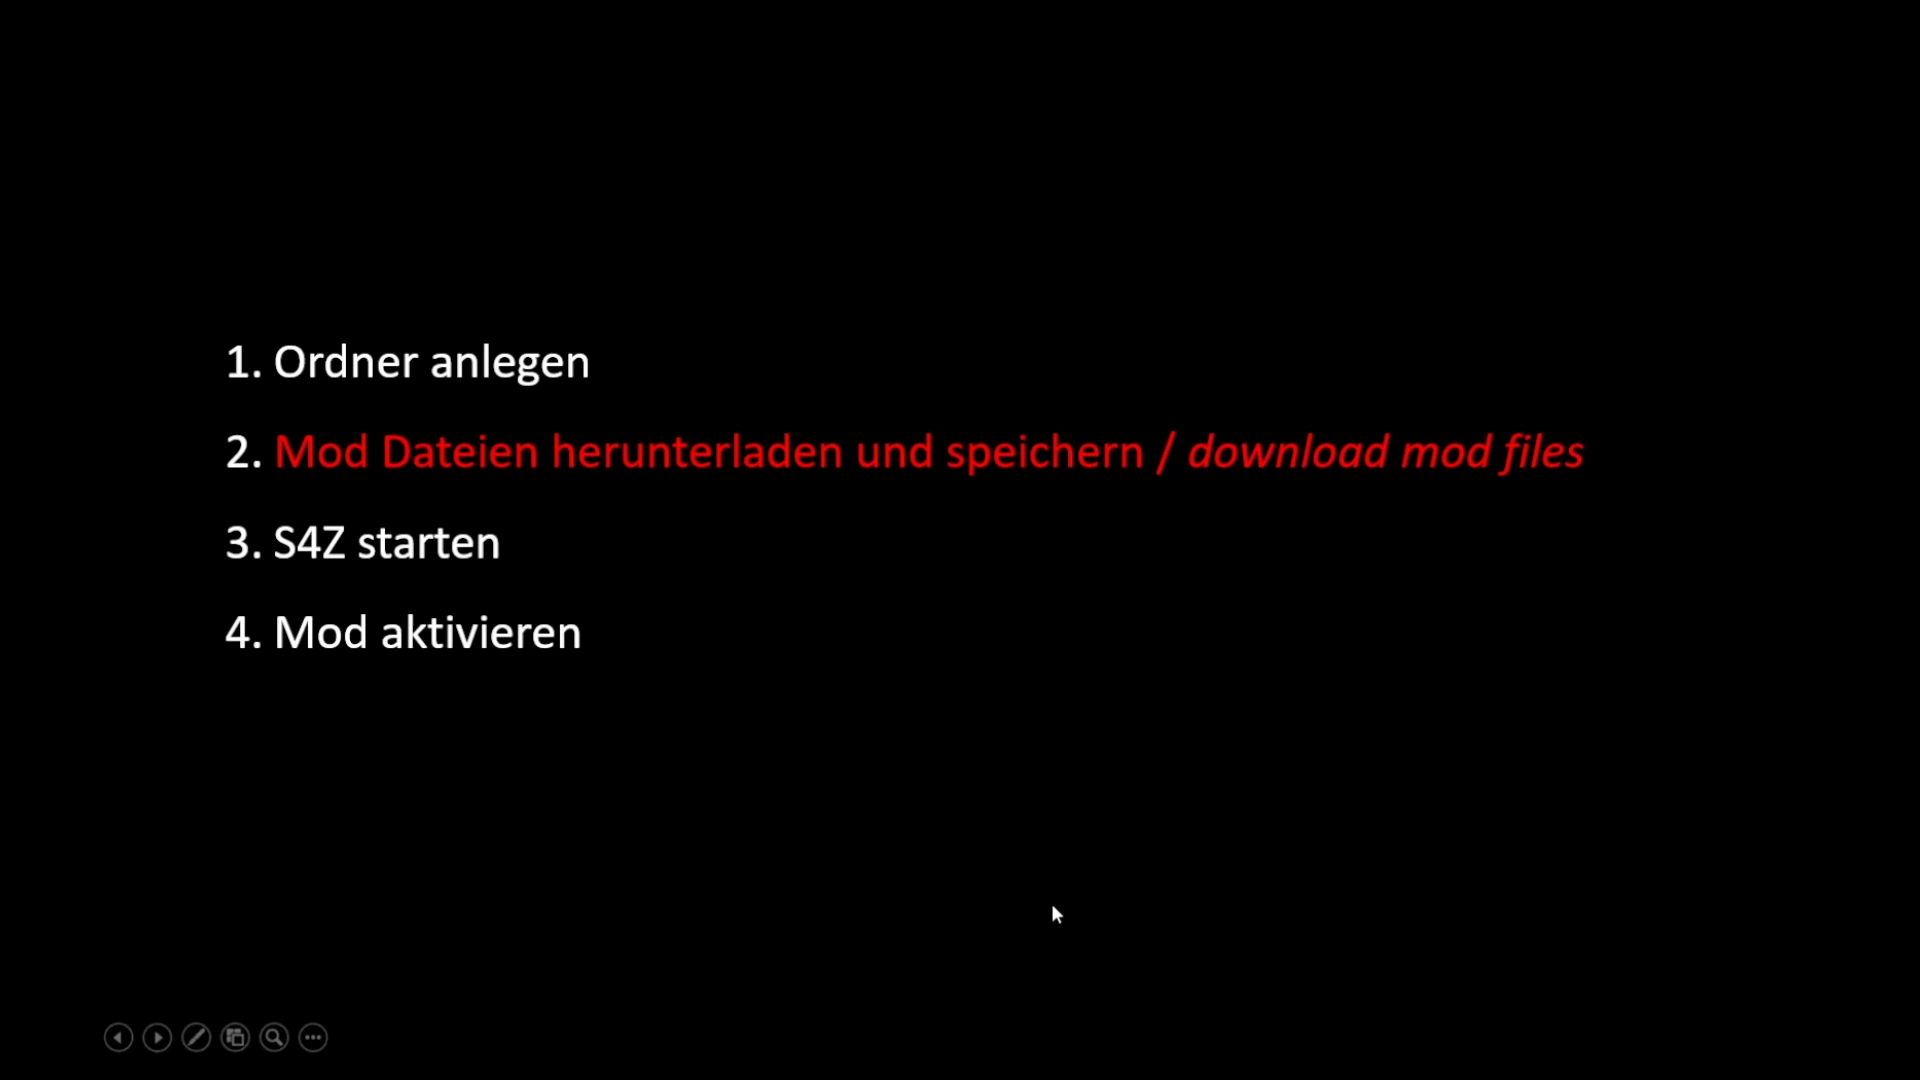 1. Ordner anlegen
2. Mod Dateien herunterladen und speichern / download mod files
3. S4Z starten
4. Mod aktivieren